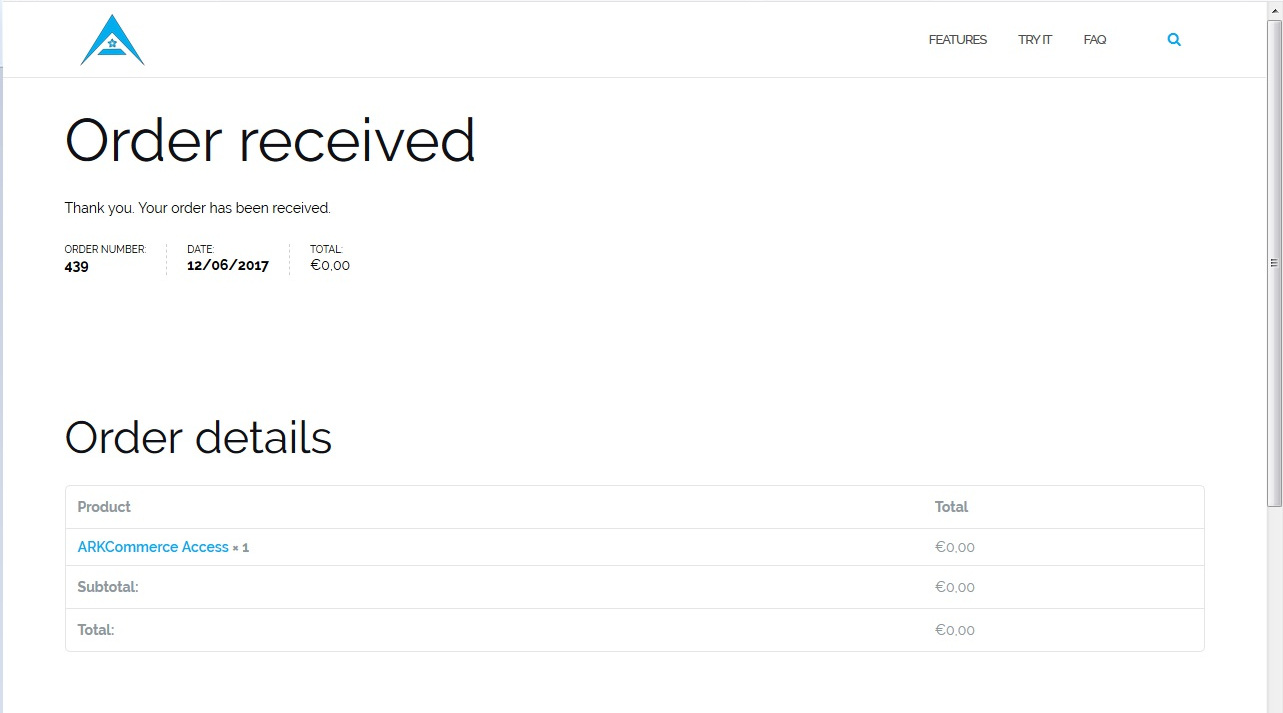 FEATURES TRY IT FAQ
Order received
Thank you. Your order has been received.
ORDER NUMBER: DATE: TOTAL:
439 12/06/2017 €0,00
Order details
Product Total
ARKCommerce Access × 1 €0,00
Subtotal: €0,00
Total: €0,00